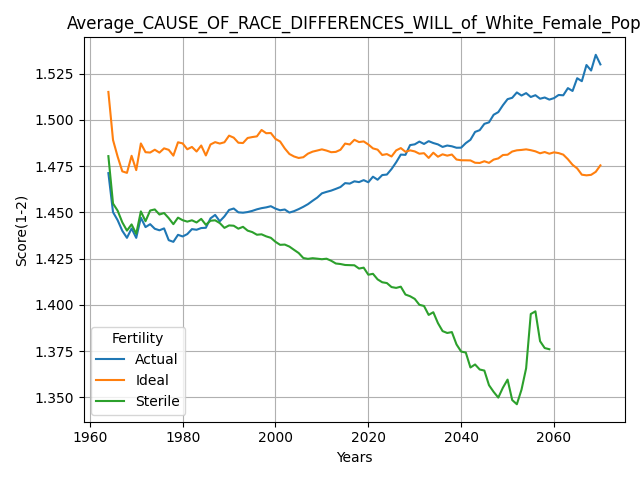 Average_CAUSE_OF_RACE_DIFFERENCES_WILL_of_White_Female_Pop
1.525
1.500
1.475
1.450
1.425
1.400
1.375
1.350
Score(1-2)
Fertility
Actual
Ideal
Sterile
1960 1980 2000 2020 2040 2060
Years